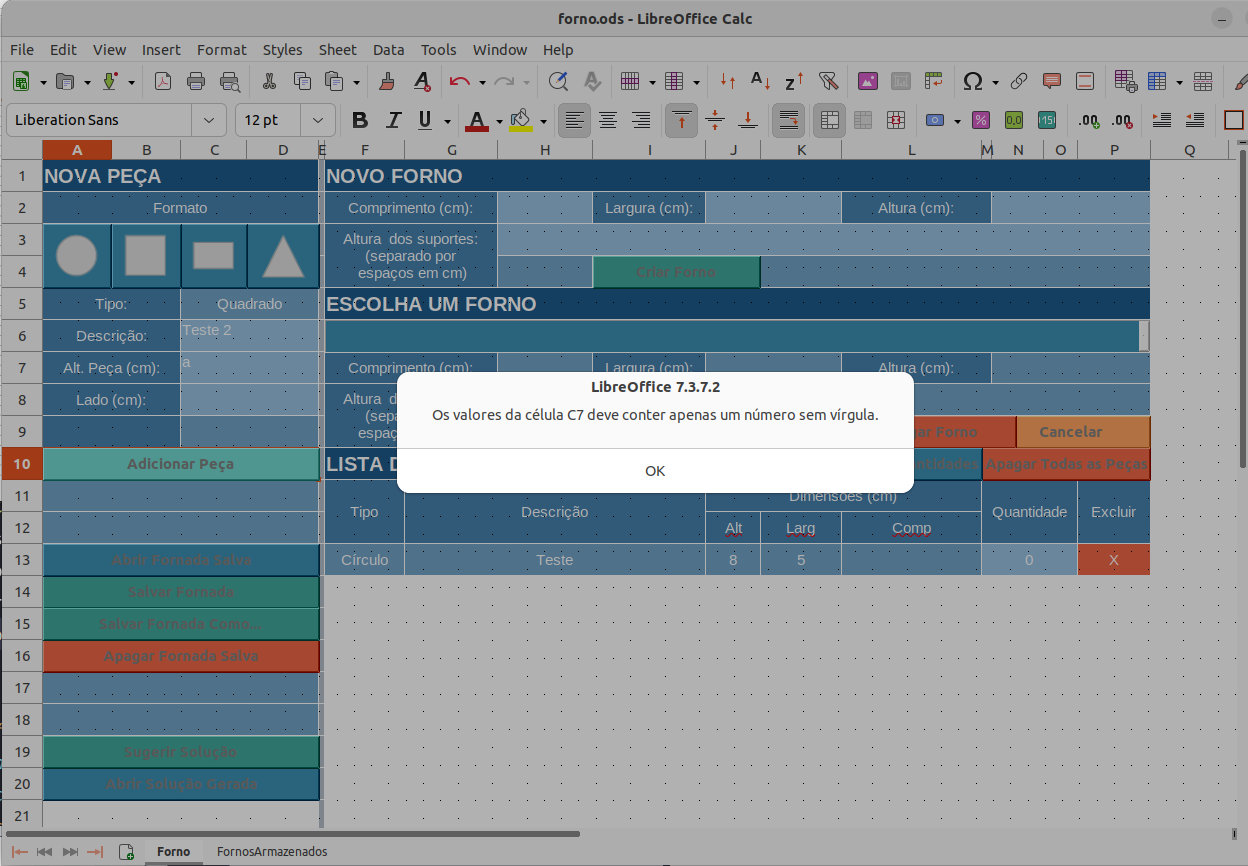 forno.ods - LibreOffice Calc
File Edit View Insert Format Styles Sheet Data Tools Window Help
Liberation Sans 12 pt
A B C D E F G H I J K L M N O P Q
1 NOVA PEÇA NOVO FORNO
2 Formato Comprimento (cm): Largura (cm): Altura (cm):
3 Altura dos suportes:
(separado por
4 espaços em cm) Criar Forno
5 Tipo: Quadrado ESCOLHA UM FORNO
6 Descrição: Teste 2
7 Alt. Peça (cm): a Comprimento (cm): Largura (cm): Altura (cm):
8 Lado (cm): Altura
9 Forno Cancelar
LibreOffice 7.3.7.2
Os valores da célula C7 deve conter apenas um número sem vírgula.
OK
10 Adicionar Peça LISTA Apagar Todas as Peças
11 Tipo Descrição Dimensões (cm) Quantidade Excluir
12 Alt Larg Comp
13 Abrir Fornada Salva Círculo Teste 8 5 0 X
14 Salvar Fornada
15 Salvar Fornada Como...
16 Apagar Fornada Salva
17
18
19 Sugerir Solução
20 Abrir Solução Gerada
21
Forno FornosArmazenados